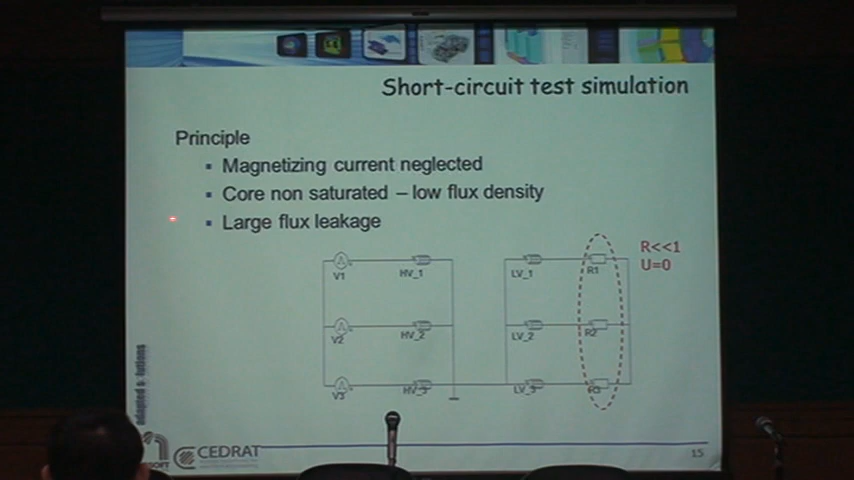 Short-circuit test simulation
Principle
Magnetizing current neglected
Core non saturated – low flux density
Large flux leakage
R<<1
U=0
V1
HV_1
LV_1
R1
V2
HV_2
LV_2
R2
V3
HV_3
LV_3
R3
CEDRAT
15